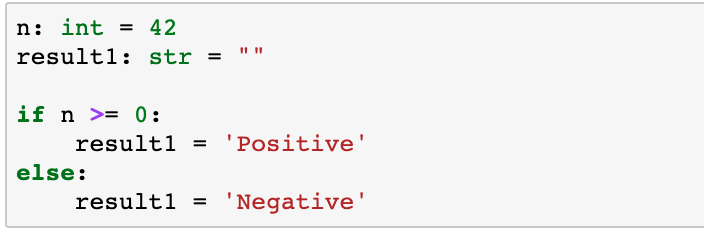 n: int = 42
result1: str = ""

if n >= 0:
    result1 = 'Positive'
else:
    result1 = 'Negative'